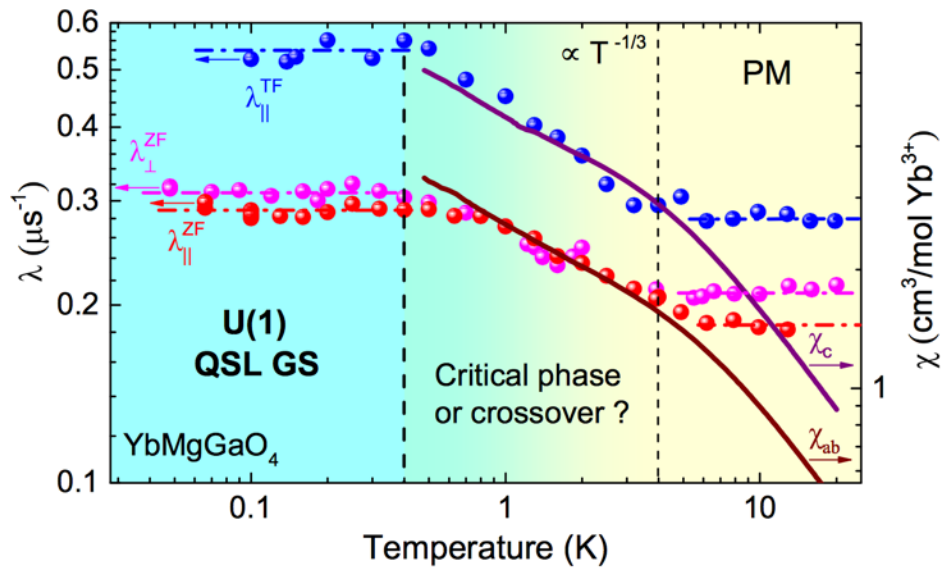 0.6
0.5
0.4
0.3
0.2
0.1
λ (μs⁻¹)
∝ T ⁻¹/³
PM
λ||ᵀᶠ
λ⊥ᶻᶠ
λ||ᶻᶠ
U(1)
QSL GS
Critical phase
or crossover ?
YbMgGaO₄
χc
χab
1
χ (cm³/mol Yb³⁺)
0.1 1 10
Temperature (K)